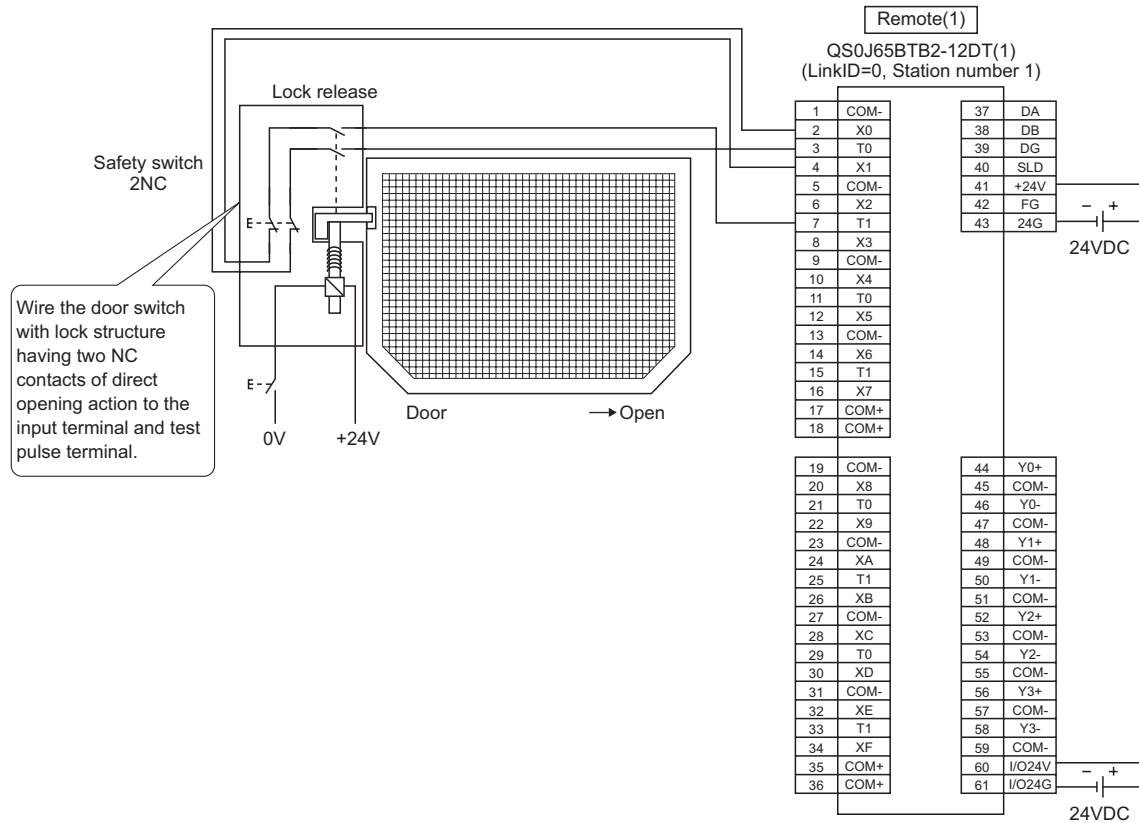 Remote(1)
QS0J65BTB2-12DT(1)
(LinkID=0, Station number 1)
Lock release
Safety switch
2NC
Wire the door switch
with lock structure
having two NC
contacts of direct
opening action to the
input terminal and test
pulse terminal.
0V
+24V
Door
Open
1 COM-
2 X0
3 T0
4 X1
5 COM-
6 X2
7 T1
8 X3
9 COM-
10 X4
11 T0
12 X5
13 COM-
14 X6
15 T1
16 X7
17 COM+
18 COM+
19 COM-
20 X8
21 T0
22 X9
23 COM-
24 XA
25 T1
26 XB
27 COM-
28 XC
29 T0
30 XD
31 COM-
32 XE
33 T1
34 XF
35 COM+
36 COM+
37 DA
38 DB
39 DG
40 SLD
41 +24V
42 FG
43 24G
– +
24VDC
44 Y0+
45 COM-
46 Y0-
47 COM-
48 Y1+
49 COM-
50 Y1-
51 COM-
52 Y2+
53 COM-
54 Y2-
55 COM-
56 Y3+
57 COM-
58 Y3-
59 COM-
60 I/O24V
61 I/O24G
– +
24VDC